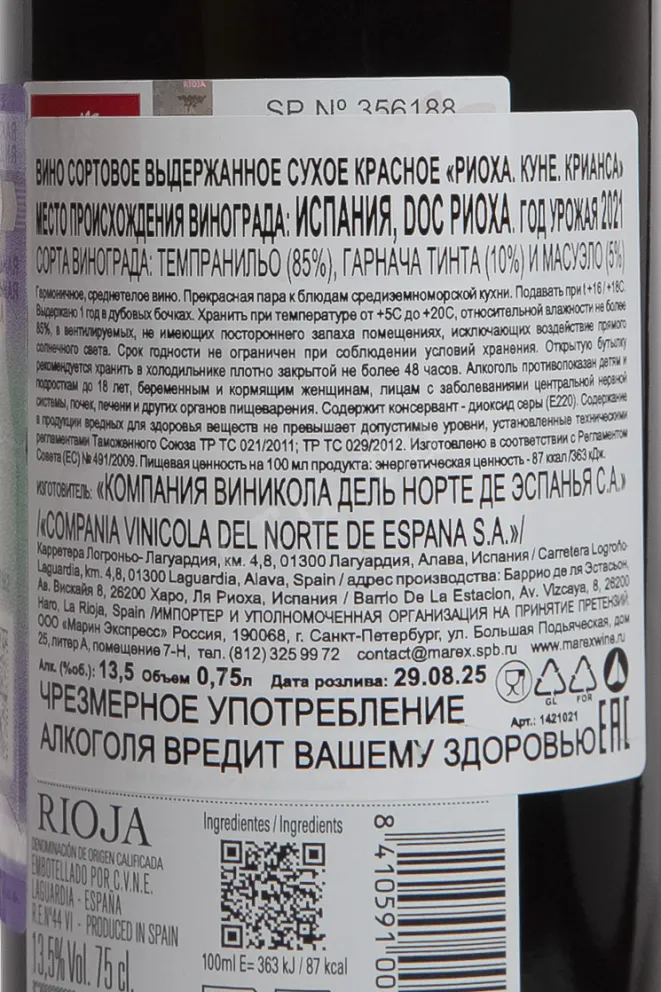 RIOJA
SP. Nº 356188
ВИНО СОРТОВОЕ ВЫДЕРЖАННОЕ СУХОЕ КРАСНОЕ «РИОХА. КУНЕ. КРИАНСА»
МЕСТО ПРОИСХОЖДЕНИЯ ВИНОГРАДА: ИСПАНИЯ, DOC РИОХА. ГОД УРОЖАЯ 2021
СОРТА ВИНОГРАДА: ТЕМПРАНИЛЬО (85%), ГАРНАЧА ТИНТА (10%) И МАСУЭЛО (5%)
Гармоничное, среднетелое вино. Прекрасная пара к блюдам средиземноморской кухни. Подавать при t +16 / +18С.
Выдержано 1 год в дубовых бочках. Хранить при температуре от +5С до +20С, относительной влажности не более
85%, в вентилируемых, не имеющих постороннего запаха помещениях, исключающих воздействие прямого
солнечного света. Срок годности не ограничен при соблюдении условий хранения. Открытую бутылку
рекомендуется хранить в холодильнике плотно закрытой не более 48 часов. Алкоголь противопоказан детям и
подросткам до 18 лет, беременным и кормящим женщинам, лицам с заболеваниями центральной нервной
системы, почек, печени и других органов пищеварения. Содержит консервант - диоксид серы (E220). Содержание
в продукции вредных для здоровья веществ не превышает допустимые уровни, установленные техническими
регламентами Таможенного Союза ТР ТС 021/2011; ТР ТС 029/2012. Изготовлено в соответствии с Регламентом
Совета (ЕС) № 491/2009. Пищевая ценность на 100 мл продукта: энергетическая ценность - 87 ккал /363 кДж.
ИЗГОТОВИТЕЛЬ: «КОМПАНИЯ ВИНИКОЛА ДЕЛЬ НОРТЕ ДЕ ЭСПАНЬЯ С.А.»
/«COMPANIA VINICOLA DEL NORTE DE ESPANA S.A.»/
Карретера Логроньо-Лагуардия, км. 4,8, 01300 Лагуардия, Алава, Испания / Carretera Logroño-
Laguardia, km. 4,8, 01300 Laguardia, Alava, Spain / адрес производства: Баррио де ля Эстасьон,
Ав. Вискайя 8, 26200 Харо, Ля Риоха, Испания / Barrio De La Estacion, Av. Vizcaya, 8, 26200
Haro, La Rioja, Spain /ИМПОРТЕР И УПОЛНОМОЧЕННАЯ ОРГАНИЗАЦИЯ НА ПРИНЯТИЕ ПРЕТЕНЗИЙ:
ООО «Марин Экспресс» Россия, 190068, г. Санкт-Петербург, ул. Большая Подьяческая, дом
25, литер А, помещение 7-Н, тел. (812) 325 99 72 contact@marex.spb.ru www.marexwine.ru
Алк. (%об.): 13,5 Объем 0,75л Дата розлива: 29.08.25
GL FOR
Арт.: 1421021
ЧРЕЗМЕРНОЕ УПОТРЕБЛЕНИЕ
АЛКОГОЛЯ ВРЕДИТ ВАШЕМУ ЗДОРОВЬЮ EAC
RIOJA
DENOMINACIÓN DE ORIGEN CALIFICADA
EMBOTELLADO POR C.V.N.E.
LAGUARDIA - ESPAÑA
R.E. Nº 44 VI - PRODUCED IN SPAIN
13,5% Vol. 75 cl.
Ingredientes / Ingredients
100ml E= 363 kJ / 87 kcal
8 410591 00